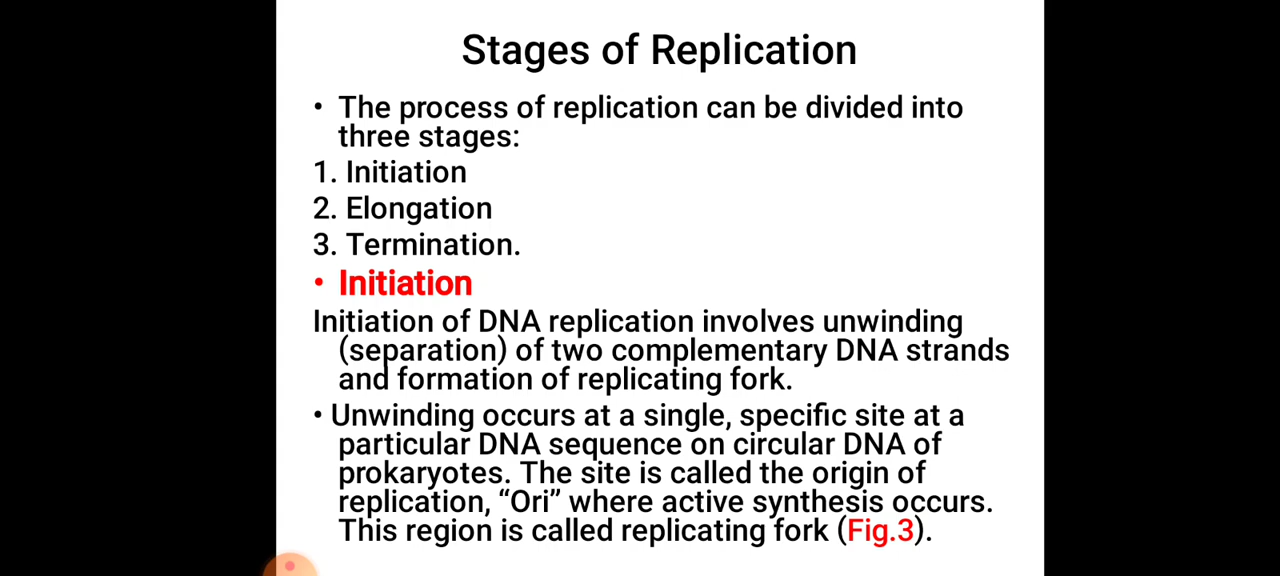 Stages of Replication
• The process of replication can be divided into
three stages:
1. Initiation
2. Elongation
3. Termination.
• Initiation
Initiation of DNA replication involves unwinding
(separation) of two complementary DNA strands
and formation of replicating fork.
• Unwinding occurs at a single, specific site at a
particular DNA sequence on circular DNA of
prokaryotes. The site is called the origin of
replication, “Ori” where active synthesis occurs.
This region is called replicating fork (Fig.3).